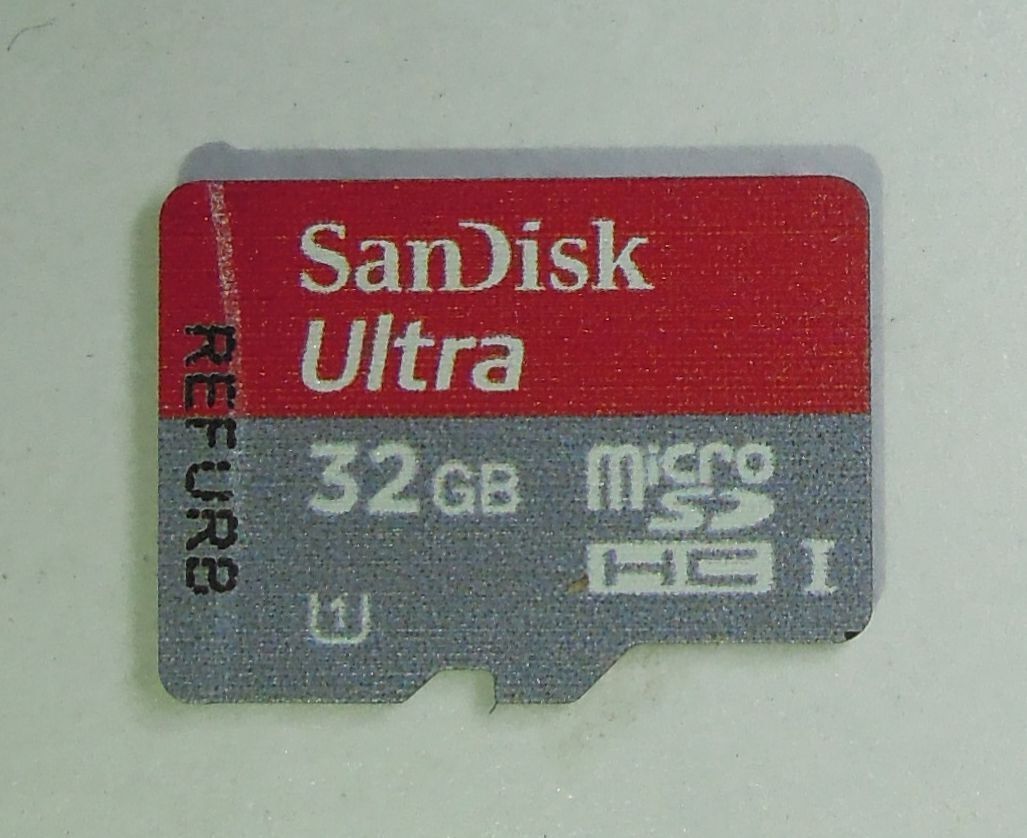 SanDisk
Ultra
32GB
micro
SD
HC I
1
REFURB